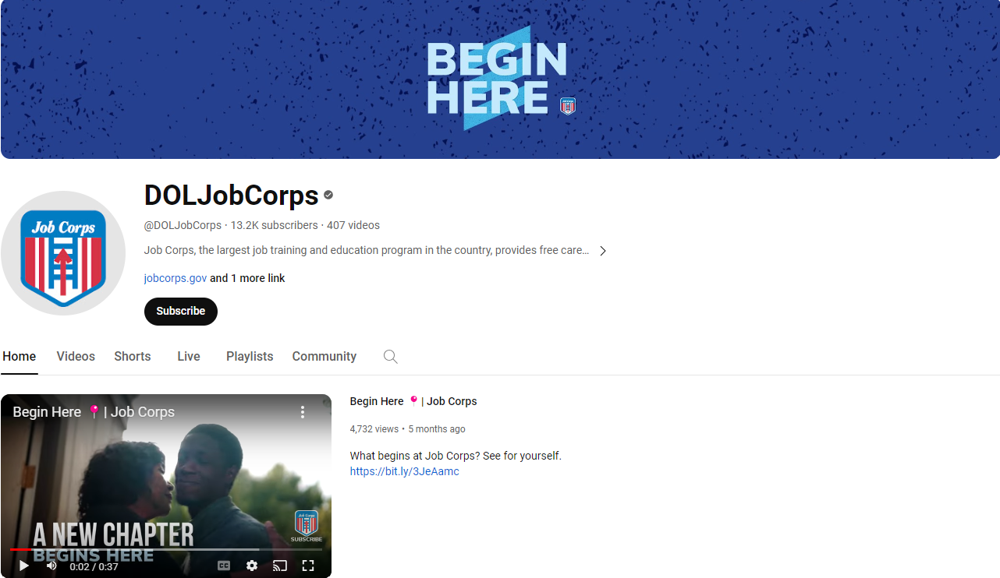 BEGIN
HERE
Job Corps
Job Corps
DOLJobCorps
@DOLJobCorps · 13.2K subscribers · 407 videos
Job Corps, the largest job training and education program in the country, provides free care...
jobcorps.gov and 1 more link
Subscribe
Home Videos Shorts Live Playlists Community
Begin Here 📍 | Job Corps
A NEW CHAPTER
BEGINS HERE
Job Corps
SUBSCRIBE
0:02 / 0:37
CC
Begin Here 📍 | Job Corps
4,732 views • 5 months ago
What begins at Job Corps? See for yourself.
https://bit.ly/3JeAamc